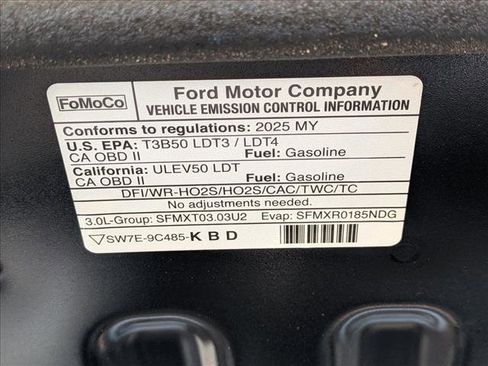 FoMoCo
Ford Motor Company
VEHICLE EMISSION CONTROL INFORMATION
Conforms to regulations: 2025 MY
U.S. EPA: T3B50 LDT3 / LDT4
CA OBD II Fuel: Gasoline
California: ULEV50 LDT
CA OBD II Fuel: Gasoline
DFI/WR-HO2S/HO2S/CAC/TWC/TC
No adjustments needed.
3.0L-Group: SFMXT03.03U2 Evap: SFMXR0185NDG
SW7E-9C485-KBD